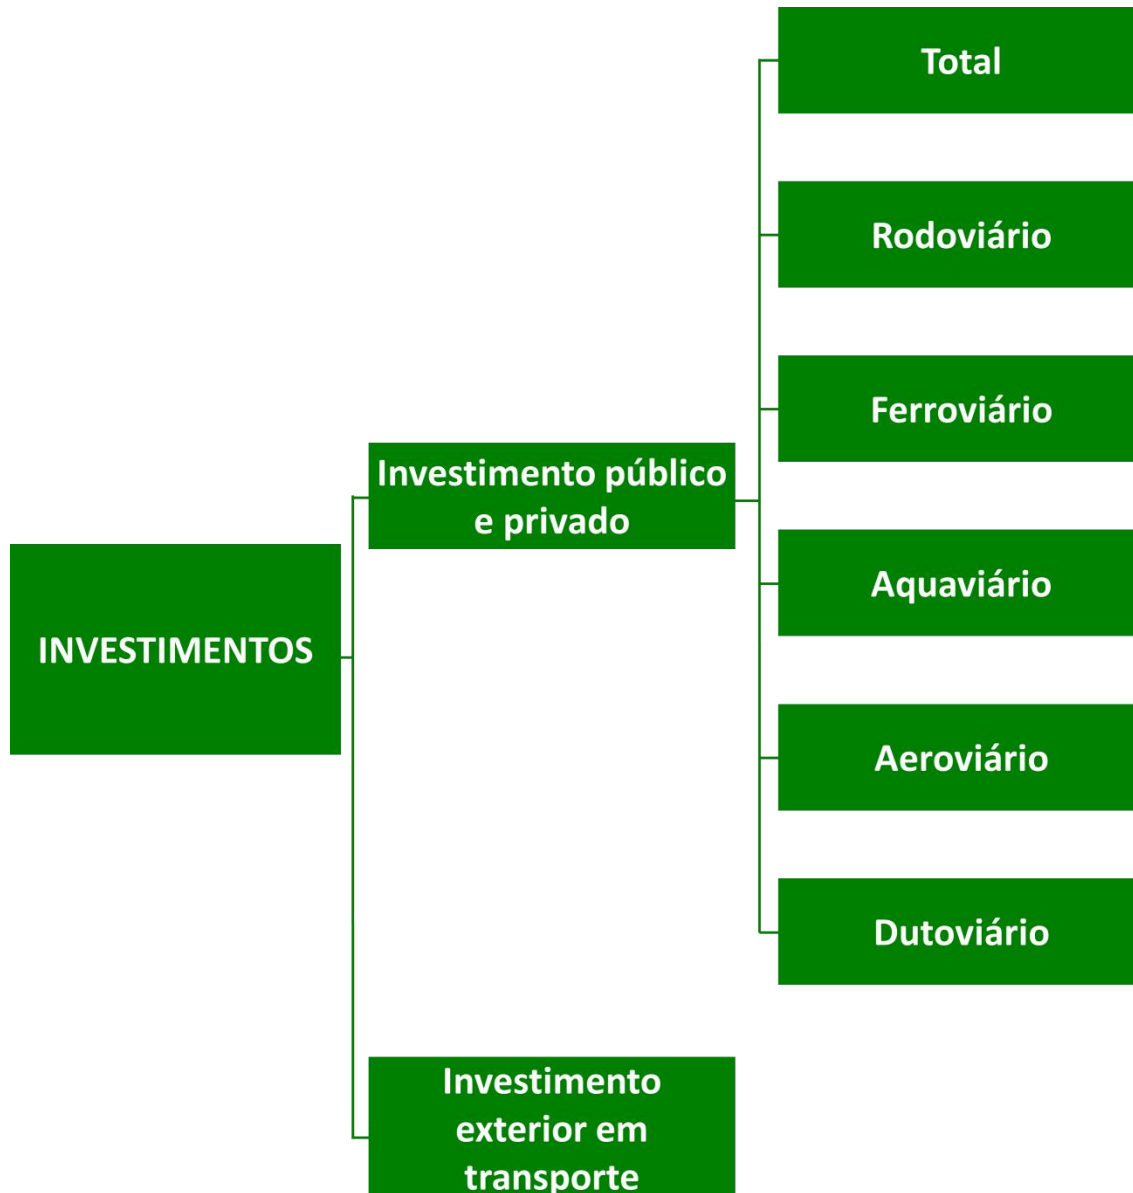 Total
Rodoviário
Ferroviário
Investimento público
e privado
Aquaviário
INVESTIMENTOS
Aeroviário
Dutoviário
Investimento
exterior em
transporte